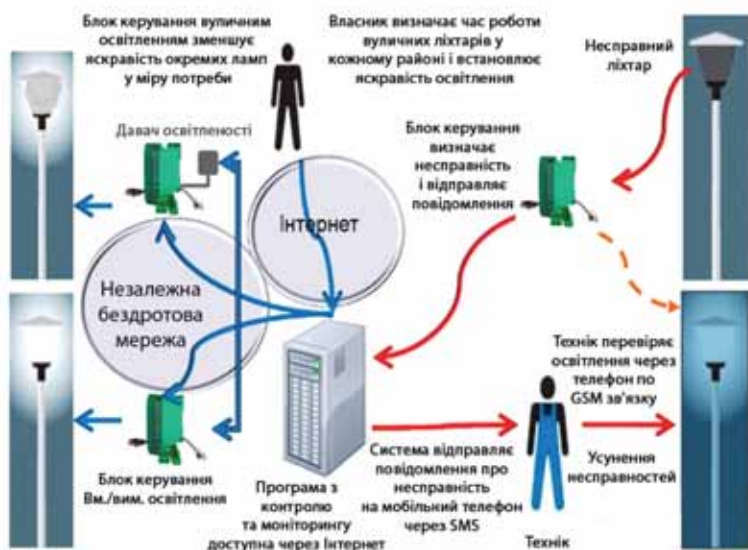 Блок керування вупичним
освітленням зменшує
яскравість окремих ламп
у міру потреби
Власник визначає час роботи
вуличних ліхтарів у
кожному районі і встановлює
яскравість освітлення
Несправний
ліхтар
Давач освітленості
Блок керування
визначає
несправність
і відправляє
повідомлення
Інтернет
Незалежна
бездротова
мережа
Технік перевіряє
освітлення через
телефон по
GSM зв'язку
Блок керування
Вм./вим. освітлення
Програма з
контролю
та моніторингу
доступна через Інтернет
Система відправляє
повідомлення про
несправність
на мобільний телефон
через SMS
Усунення
несправностей
Технік